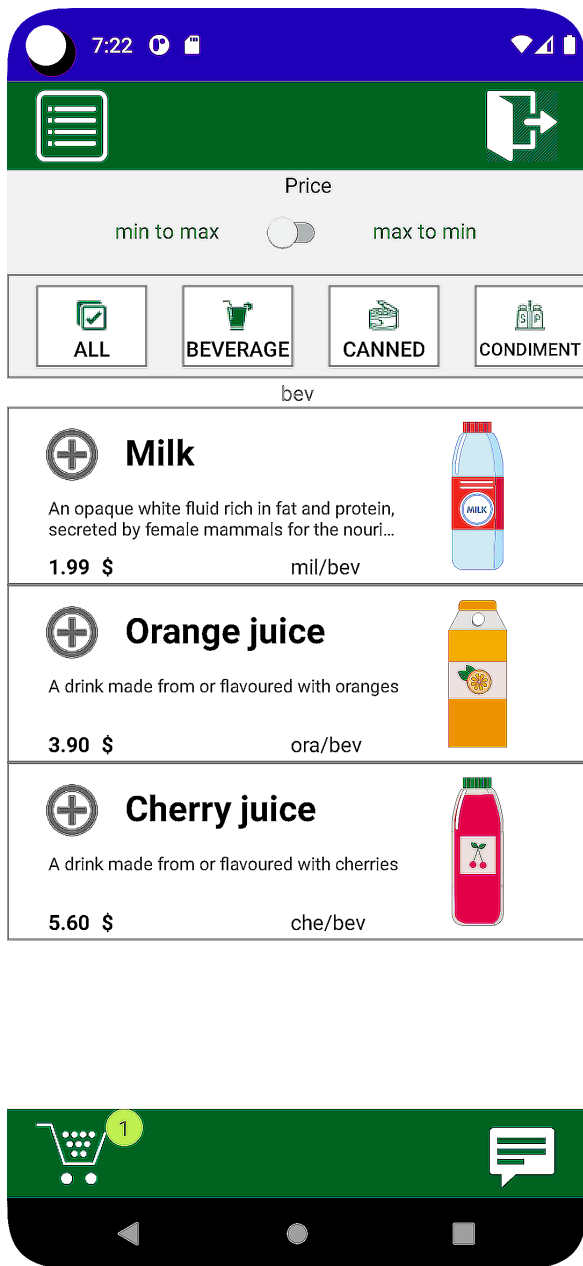 7:22
Price
min to max
max to min
ALL
BEVERAGE
CANNED
S P
CONDIMENT
bev
Milk
An opaque white fluid rich in fat and protein,
secreted by female mammals for the nouri...
1.99 $
mil/bev
MILK
Orange juice
A drink made from or flavoured with oranges
3.90 $
ora/bev
Cherry juice
A drink made from or flavoured with cherries
5.60 $
che/bev
1